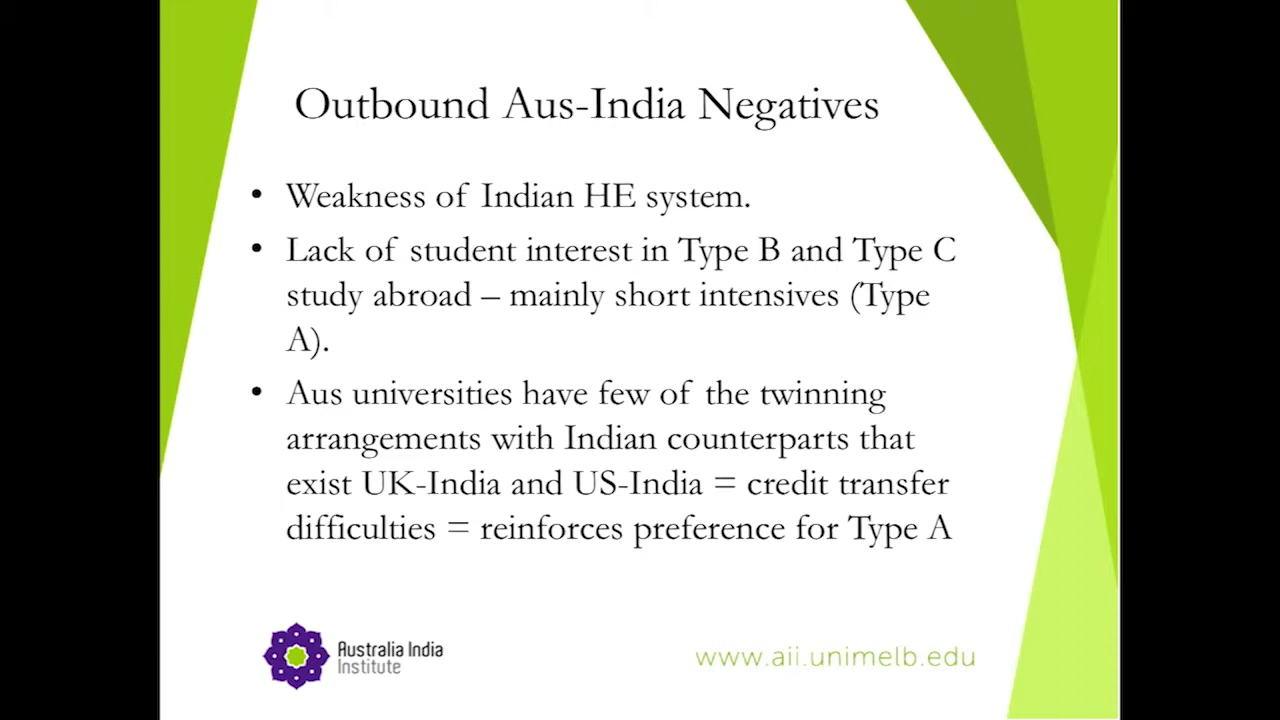 Outbound Aus-India Negatives
• Weakness of Indian HE system.
• Lack of student interest in Type B and Type C
study abroad – mainly short intensives (Type
A).
• Aus universities have few of the twinning
arrangements with Indian counterparts that
exist UK-India and US-India = credit transfer
difficulties = reinforces preference for Type A
Australia India
Institute
www.aii.unimelb.edu